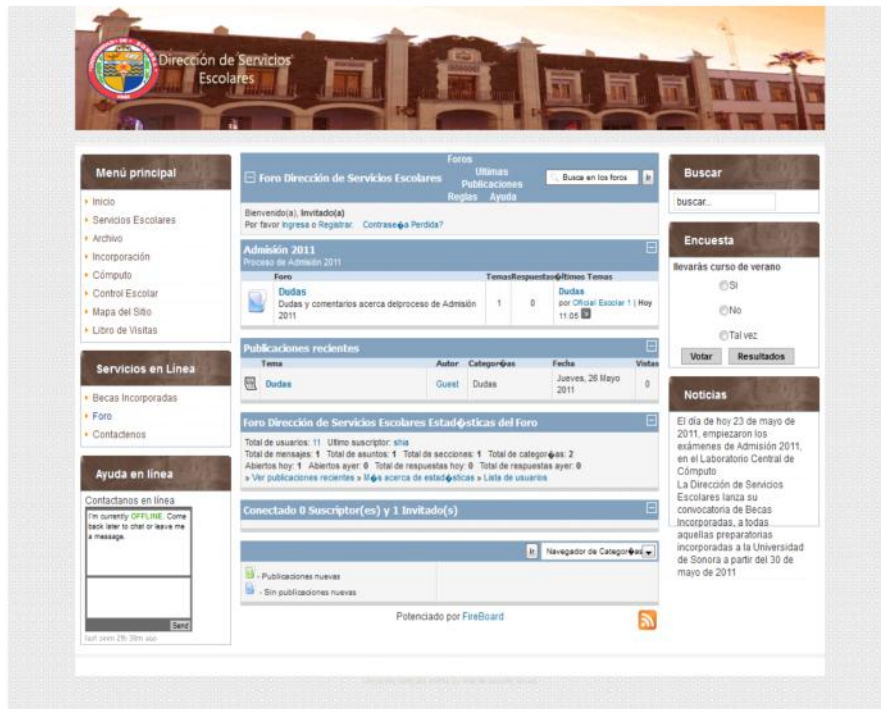 Dirección de Servicios
Escolares
Menú principal
Inicio
Servicios Escolares
Archivo
Incorporación
Cómputo
Control Escolar
Mapa del Sitio
Libro de Visitas
Servicios en Linea
Becas Incorporadas
Foro
Contactenos
Ayuda en línea
Contactanos en línea
I'm currently OFFLINE. Come
back later to chat or leave me
a message.
Send
last seen 21h 38m ago
Foro Dirección de Servicios Escolares
Foros
Ultimas
Publicaciones
Reglas Ayuda
Busca en los foros
Ir
Bienvenido(a), Invitado(a)
Por favor Ingresa o Registrar. Contrase�a Perdida?
Admisión 2011
Proceso de Admisión 2011
Foro Temas Respuestas �ltimos Temas
Dudas
Dudas y comentarios acerca delproceso de Admisión
2011
1 0
Dudas
por Oficial Escolar 1 | Hoy
11:05
Publicaciones recientes
Tema Autor Categor�as Fecha Vistas
Dudas Guest Dudas Jueves, 26 Mayo
2011 0
Foro Dirección de Servicios Escolares Estad�sticas del Foro
Total de usuarios: 11 Ultimo suscriptor: shia
Total de mensajes: 1 Total de asuntos: 1 Total de secciones: 1 Total de categor�as: 2
Abiertos hoy: 1 Abiertos ayer: 0 Total de respuestas hoy: 0 Total de respuestas ayer: 0
» Ver publicaciones recientes » M�s acerca de estad�sticas » Lista de usuarios
Conectado 0 Suscriptor(es) y 1 Invitado(s)
Ir Navegador de Categor�as
- Publicaciones nuevas
- Sin publicaciones nuevas
Potenciado por FireBoard
Buscar
buscar...
Encuesta
llevarás curso de verano
Si
No
Tal vez
Votar Resultados
Noticias
El día de hoy 23 de mayo de
2011, empiezaron los
exámenes de Admisión 2011,
en el Laboratorio Central de
Cómputo
La Dirección de Servicios
Escolares lanza su
convocatoria de Becas
Incorporadas, a todas
aquellas preparatorias
incorporadas a la Universidad
de Sonora a partir del 30 de
mayo de 2011